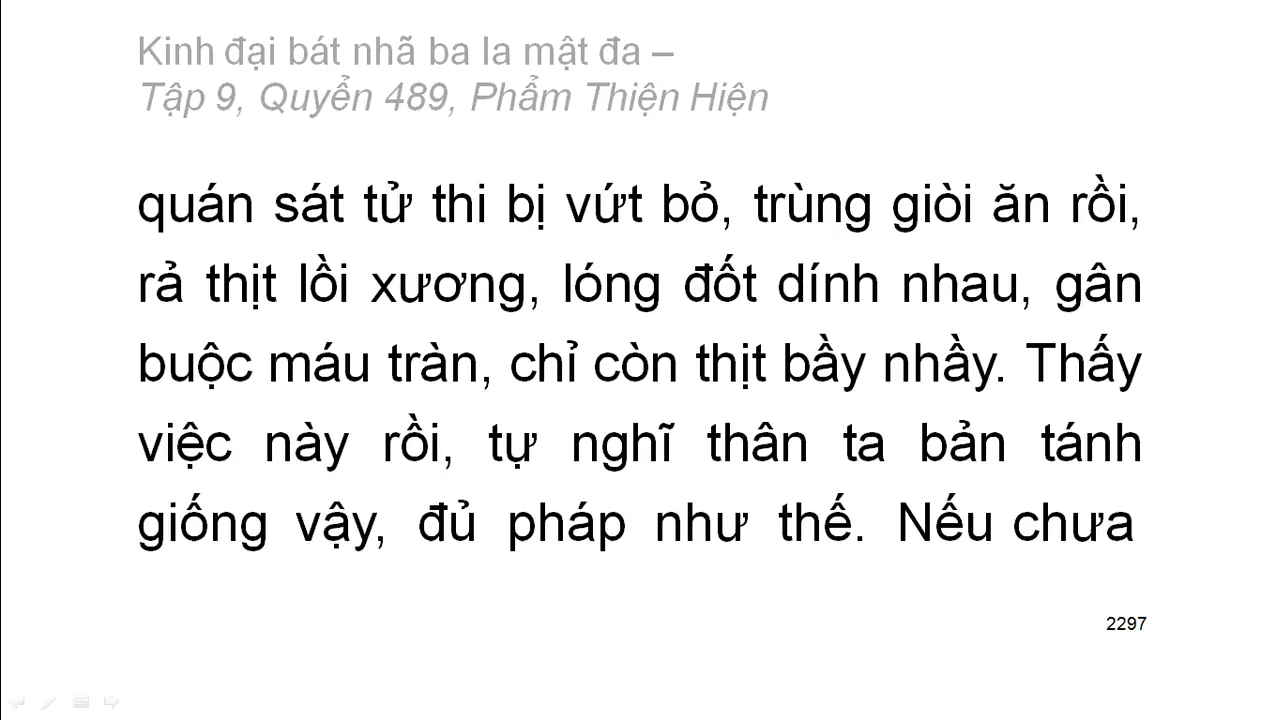 Kinh đại bát nhã ba la mật đa –
Tập 9, Quyển 489, Phẩm Thiện Hiện
quán sát tử thi bị vứt bỏ, trùng giòi ăn rồi,
rả thịt lồi xương, lóng đốt dính nhau, gân
buộc máu tràn, chỉ còn thịt bầy nhầy. Thấy
việc này rồi, tự nghĩ thân ta bản tánh
giống vậy, đủ pháp như thế. Nếu chưa
2297